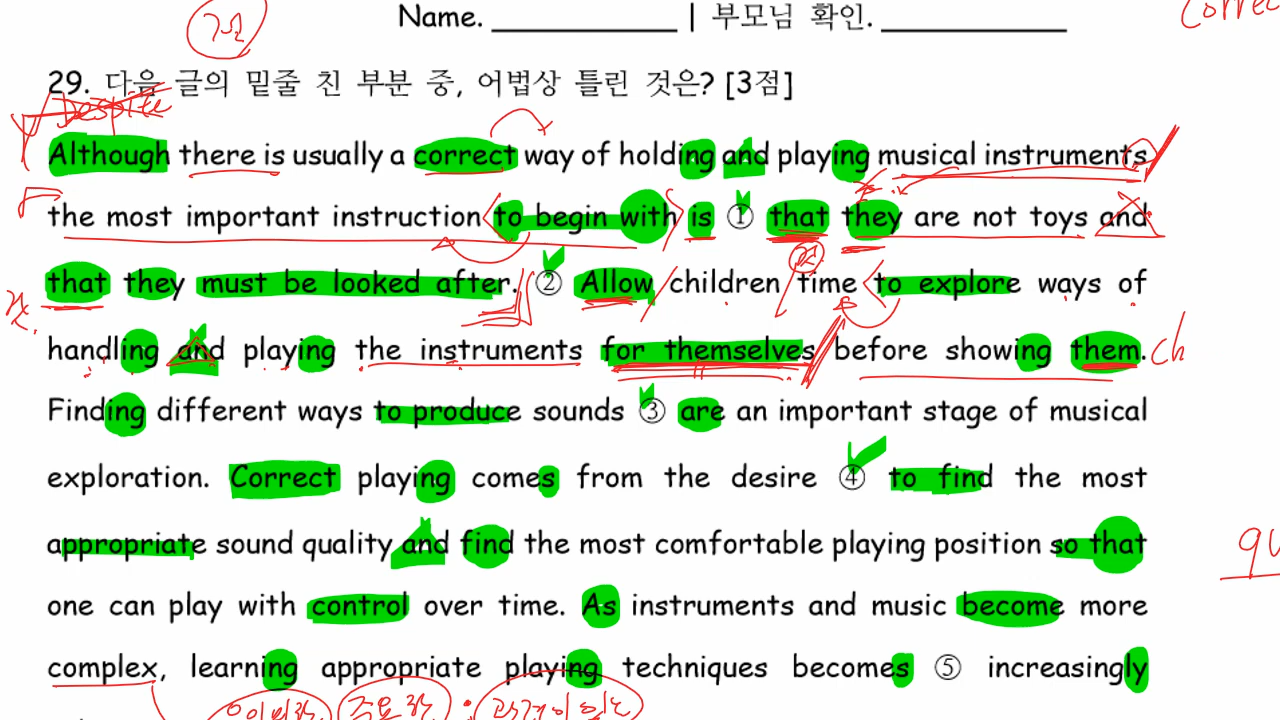 Name. ____________ | 부모님 확인. ____________
29. 다음 글의 밑줄 친 부분 중, 어법상 틀린 것은? [3점]
Despite
Although there is usually a correct way of holding and playing musical instruments
the most important instruction to begin with is ① that they are not toys and
that they must be looked after. ② Allow children time to explore ways of
handling and playing the instruments for themselves before showing them. ch
Finding different ways to produce sounds ③ are an important stage of musical
exploration. Correct playing comes from the desire ④ to find the most
appropriate sound quality and find the most comfortable playing position so that
one can play with control over time. As instruments and music become more
complex, learning appropriate playing techniques becomes ⑤ increasingly